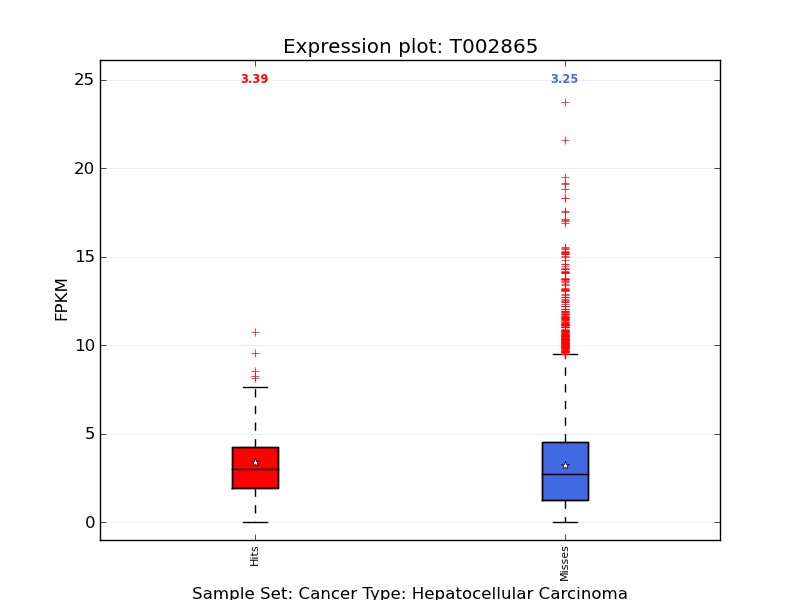 Expression plot: T002865
3.39
3.25
25
20
15
10
5
0
FPKM
Hits
Misses
Sample Set: Cancer Type: Hepatocellular Carcinoma